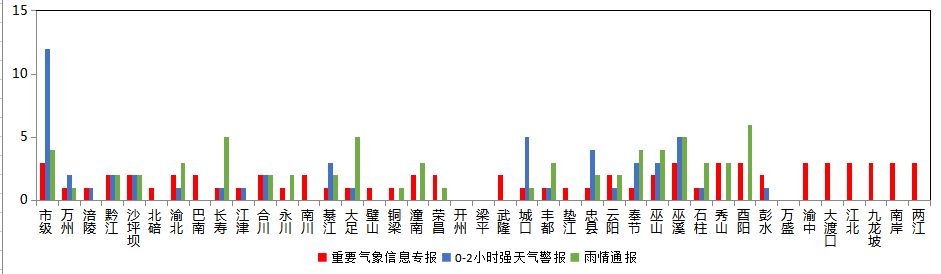 15
10
5
0
市级 万州 涪陵 黔江 沙坪坝 北碚 渝北 巴南 长寿 江津 合川 永川 南川 綦江 大足 璧山 铜梁 潼南 荣昌 开州 梁平 武隆 城口 丰都 垫江 忠县 云阳 奉节 巫山 巫溪 石柱 秀山 酉阳 彭水 万盛 渝中 大渡口 江北 九龙坡 南岸 两江
重要气象信息专报 0-2小时强天气警报 雨情通报